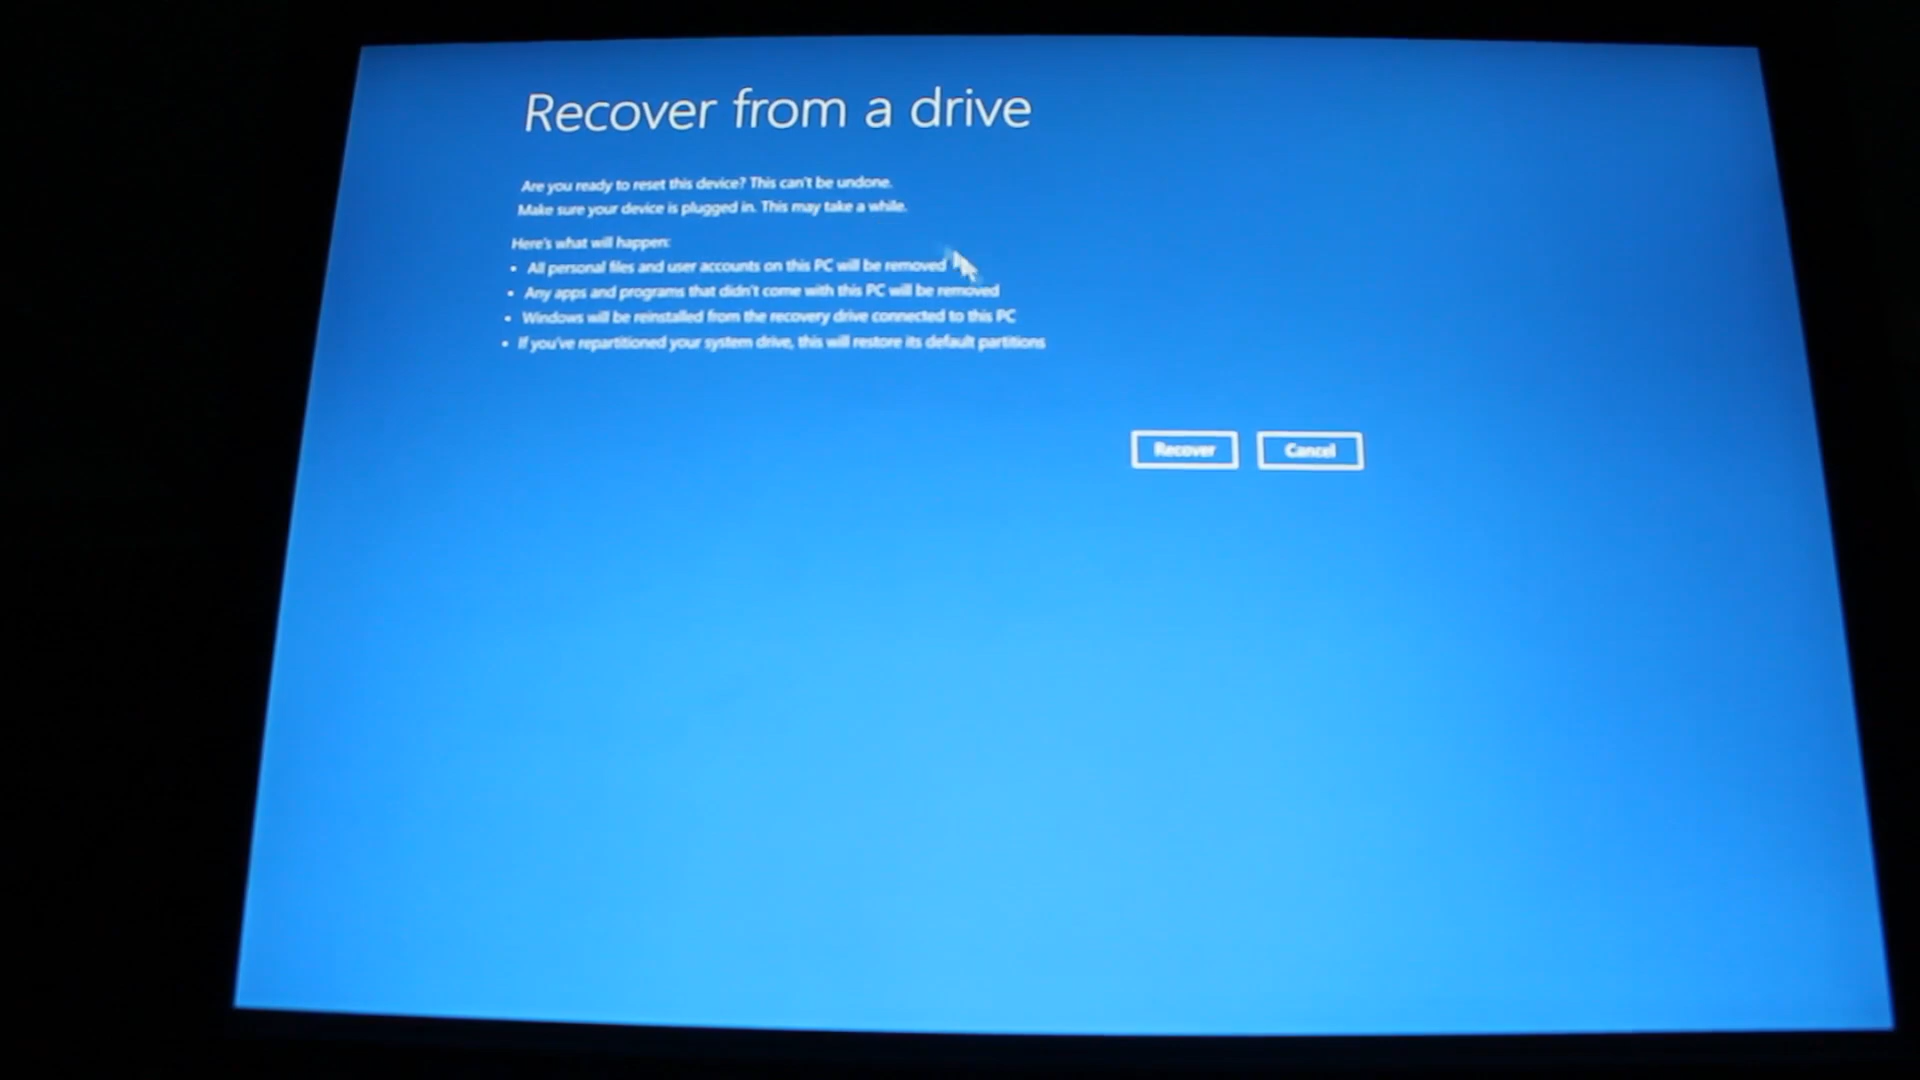 Recover from a drive
Are you ready to reset this device? This can't be undone.
Make sure your device is plugged in. This may take a while.
Here's what will happen:
• All personal files and user accounts on this PC will be removed
• Any apps and programs that didn't come with this PC will be removed
• Windows will be reinstalled from the recovery drive connected to this PC
• If you've repartitioned your system drive, this will restore its default partitions
Recover Cancel